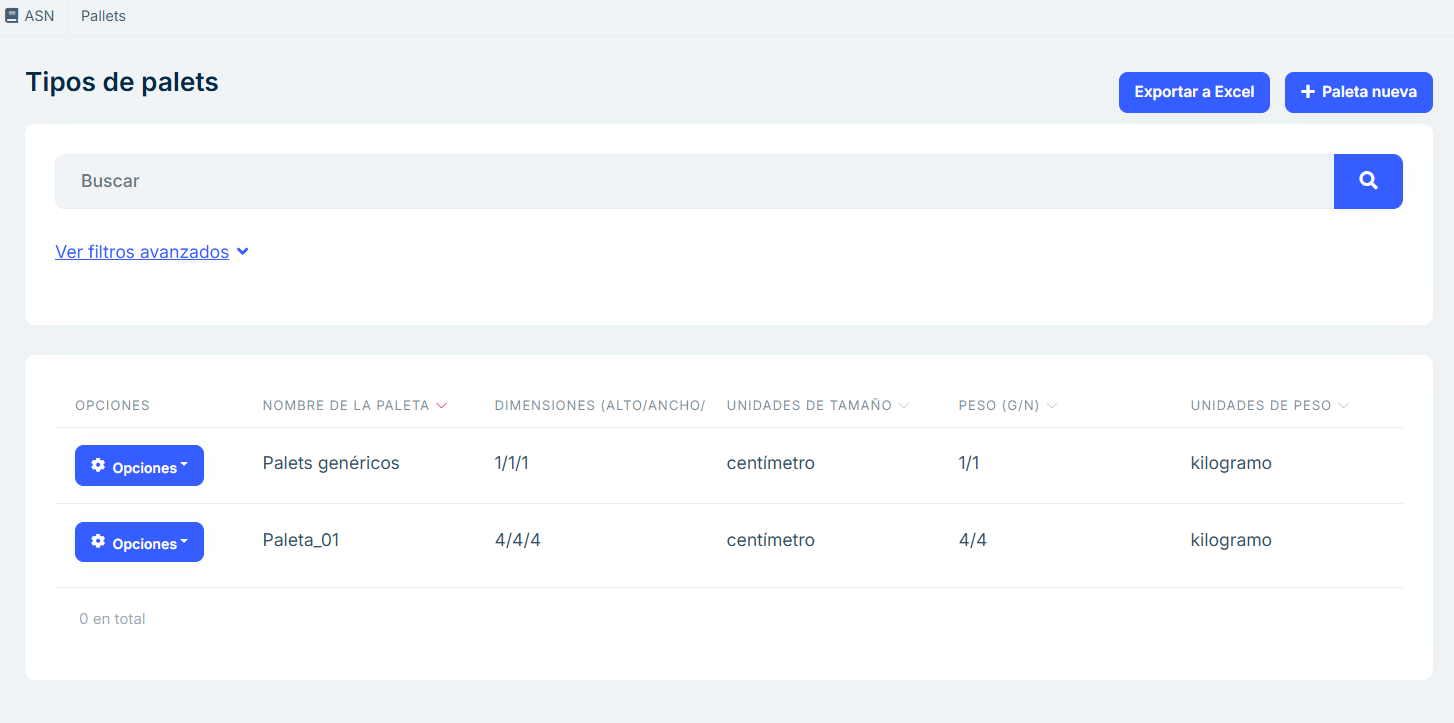 ASN Pallets
Tipos de palets
Exportar a Excel
Paleta nueva
Buscar
Ver filtros avanzados
OPCIONES NOMBRE DE LA PALETA DIMENSIONES (ALTO/ANCHO/ UNIDADES DE TAMAÑO PESO (G/N) UNIDADES DE PESO
Opciones Palets genéricos 1/1/1 centímetro 1/1 kilogramo
Opciones Paleta_01 4/4/4 centímetro 4/4 kilogramo
0 en total